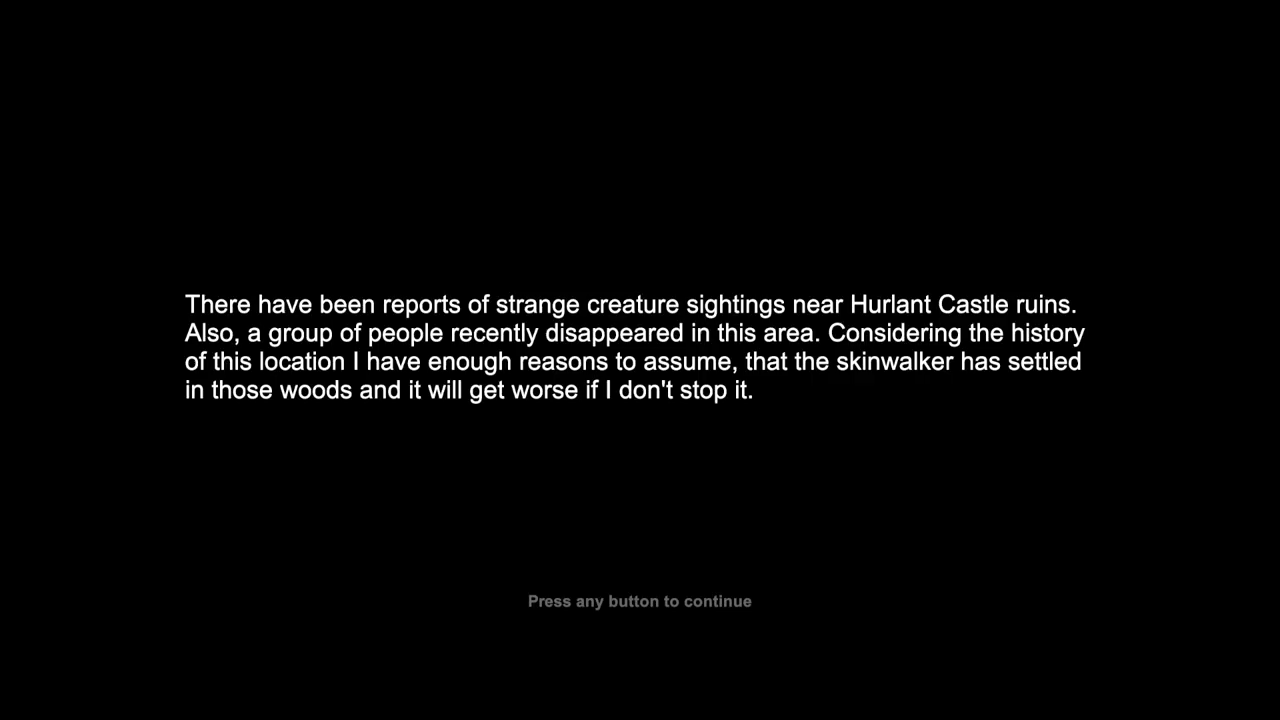 There have been reports of strange creature sightings near Hurlant Castle ruins.
Also, a group of people recently disappeared in this area. Considering the history
of this location I have enough reasons to assume, that the skinwalker has settled
in those woods and it will get worse if I don't stop it.
Press any button to continue